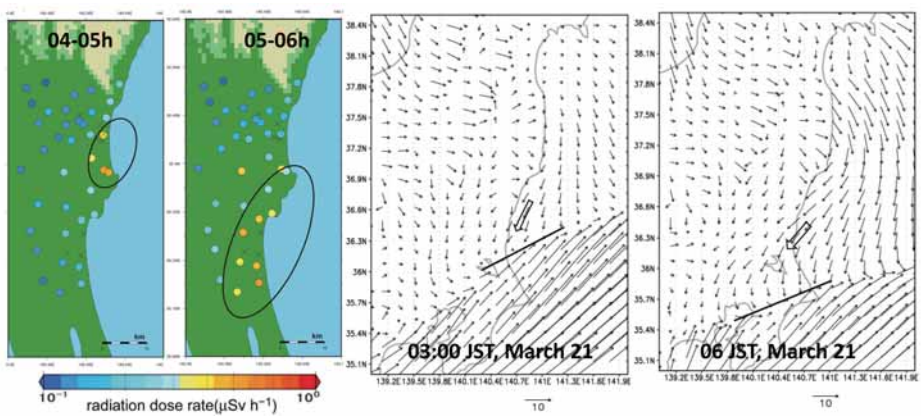 04-05h
05-06h
km
km
10⁻¹
10⁰
radiation dose rate(μSv h⁻¹)
38.4N
38.1N
37.8N
37.5N
37.2N
36.9N
36.6N
36.3N
36N
35.7N
35.4N
35.1N
03:00 JST, March 21
139.2E 139.5E 139.8E 140.1E 140.4E 140.7E 141E 141.3E 141.6E 141.9E
10
38.4N
38.1N
37.8N
37.5N
37.2N
36.9N
36.6N
36.3N
36N
35.7N
35.4N
35.1N
06 JST, March 21
139.2E 139.5E 139.8E 140.1E 140.4E 140.7E 141E 141.3E 141.6E 141.9E
10